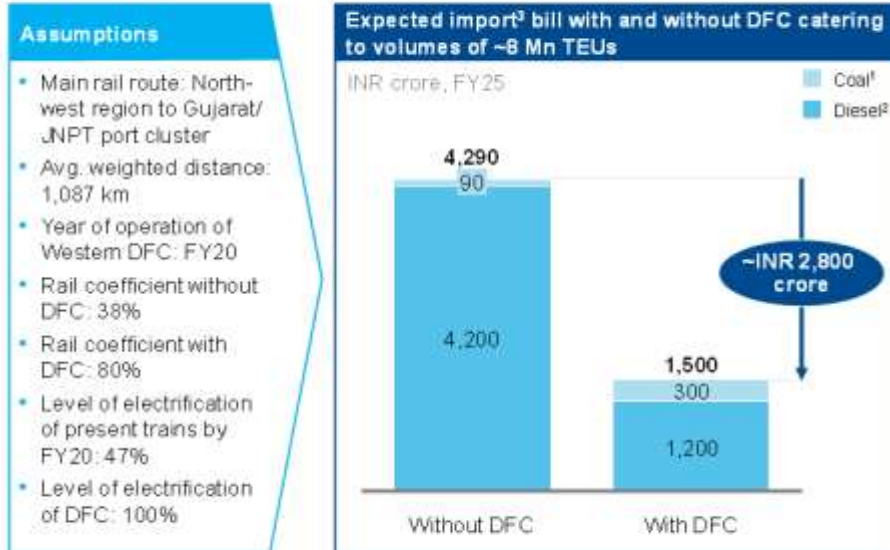 Assumptions
• Main rail route: North-
west region to Gujarat/
JNPT port cluster
• Avg. weighted distance:
1,087 km
• Year of operation of
Western DFC: FY20
• Rail coefficient without
DFC: 38%
• Rail coefficient with
DFC: 80%
• Level of electrification
of present trains by
FY20: 47%
• Level of electrification
of DFC: 100%
Expected import³ bill with and without DFC catering
to volumes of ~8 Mn TEUs
INR crore, FY25
Coal¹
Diesel²
4,290
90
4,200
Without DFC
1,500
300
1,200
With DFC
~INR 2,800
crore